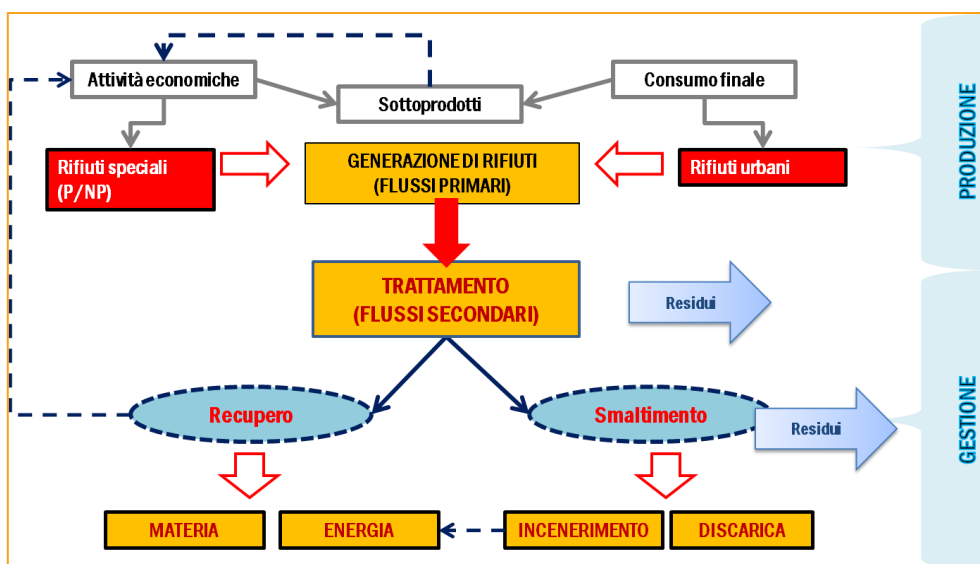 Attività economiche
Consumo finale
Sottoprodotti
Rifiuti speciali
(P/NP)
GENERAZIONE DI RIFIUTI
(FLUSSI PRIMARI)
Rifiuti urbani
PRODUZIONE
TRATTAMENTO
(FLUSSI SECONDARI)
Residui
Recupero
Smaltimento
Residui
GESTIONE
MATERIA
ENERGIA
INCENERIMENTO
DISCARICA